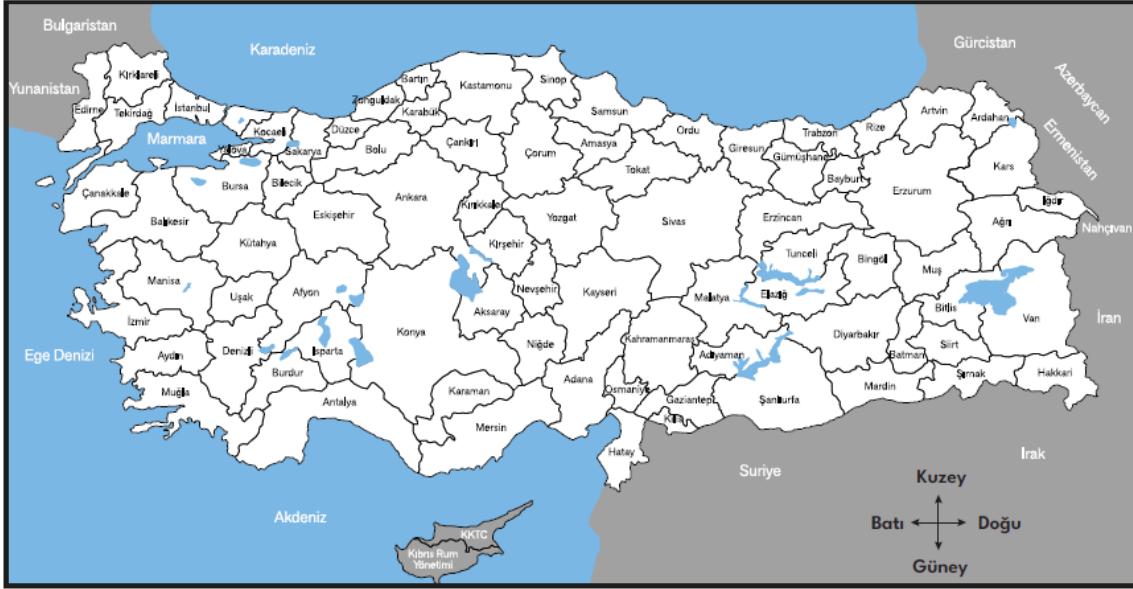 Bulgaristan
Karadeniz
Gürcistan
Yunanistan
Azerbaycan
Ermenistan
Kırklareli
Edirne
Tekirdağ
İstanbul
Marmara
Kocaeli
Yalova
Sakarya
Düzce
Zonguldak
Bartın
Karabük
Kastamonu
Sinop
Samsun
Ordu
Giresun
Trabzon
Rize
Artvin
Ardahan
Kars
Iğdır
Nahçıvan
Çanakkale
Bursa
Bilecik
Bolu
Çankırı
Çorum
Amasya
Tokat
Gümüşhane
Bayburt
Erzurum
Ağrı
Balıkesir
Kütahya
Eskişehir
Ankara
Kırıkkale
Yozgat
Sivas
Erzincan
Tunceli
Bingöl
Muş
Manisa
Uşak
Afyon
Kırşehir
Nevşehir
Kayseri
Malatya
Elazığ
Bitlis
Van
İran
Ege Denizi
İzmir
Aydın
Denizli
Isparta
Burdur
Konya
Aksaray
Niğde
Kahramanmaraş
Adıyaman
Diyarbakır
Batman
Siirt
Şırnak
Hakkari
Muğla
Antalya
Karaman
Mersin
Adana
Osmaniye
Gaziantep
Kilis
Şanlıurfa
Mardin
Hatay
Suriye
Irak
Akdeniz
KKTC
Kıbrıs Rum
Yönetimi
Kuzey
Batı
Doğu
Güney